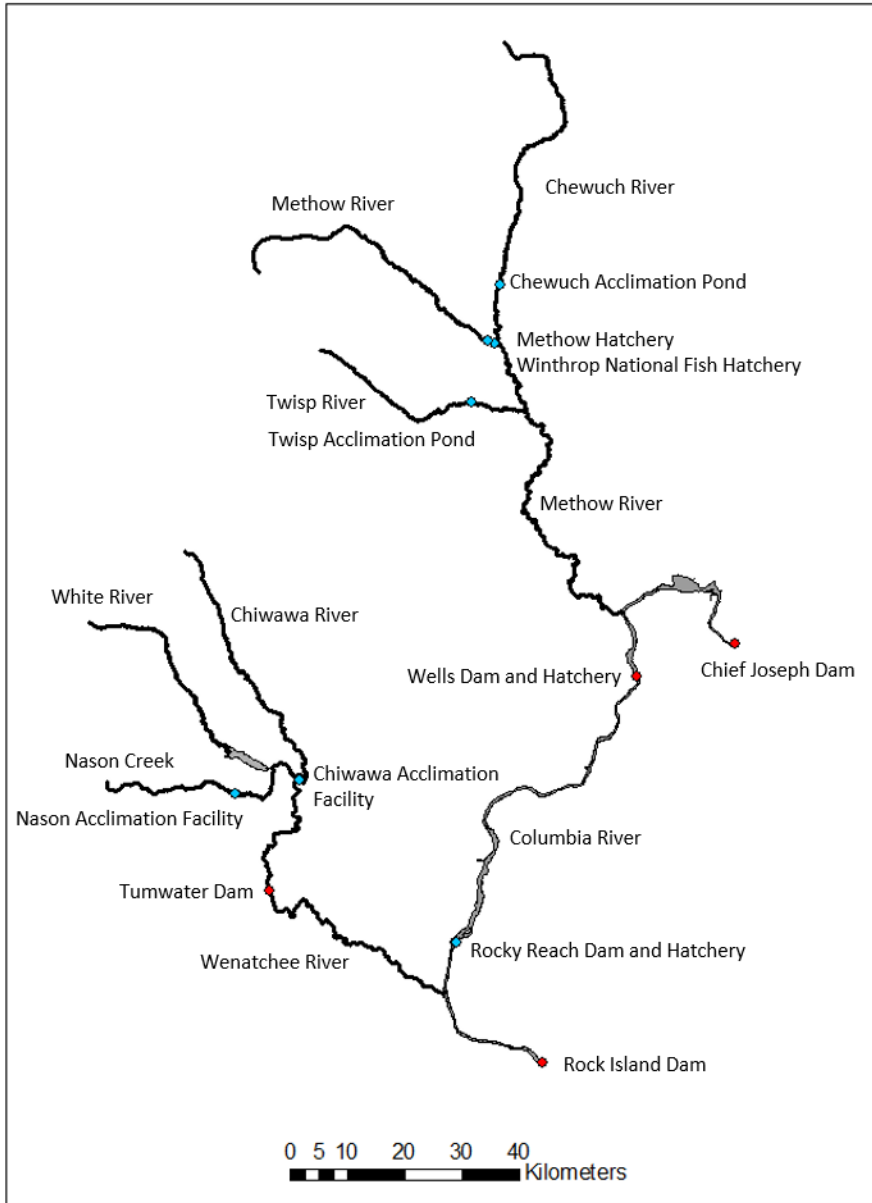 Chewuch River
Methow River
Chewuch Acclimation Pond
Methow Hatchery
Winthrop National Fish Hatchery
Twisp River
Twisp Acclimation Pond
Methow River
White River
Chiwawa River
Wells Dam and Hatchery
Chief Joseph Dam
Nason Creek
Chiwawa Acclimation
Facility
Nason Acclimation Facility
Columbia River
Tumwater Dam
Wenatchee River
Rocky Reach Dam and Hatchery
Rock Island Dam
0 5 10 20 30 40
Kilometers